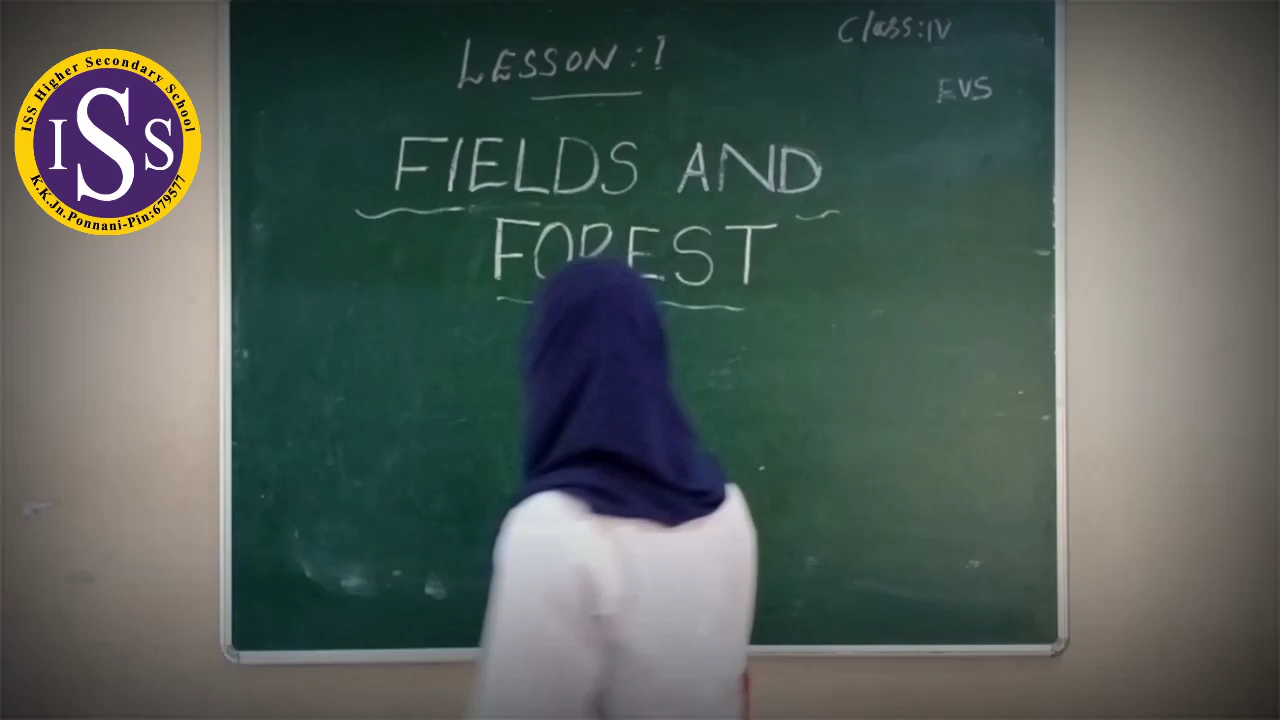 ISS Higher Secondary School
ISS
K.K.Jn.Ponnani-Pin:679577
Class:IV
LESSON:1
EVS
FIELDS AND
FOREST